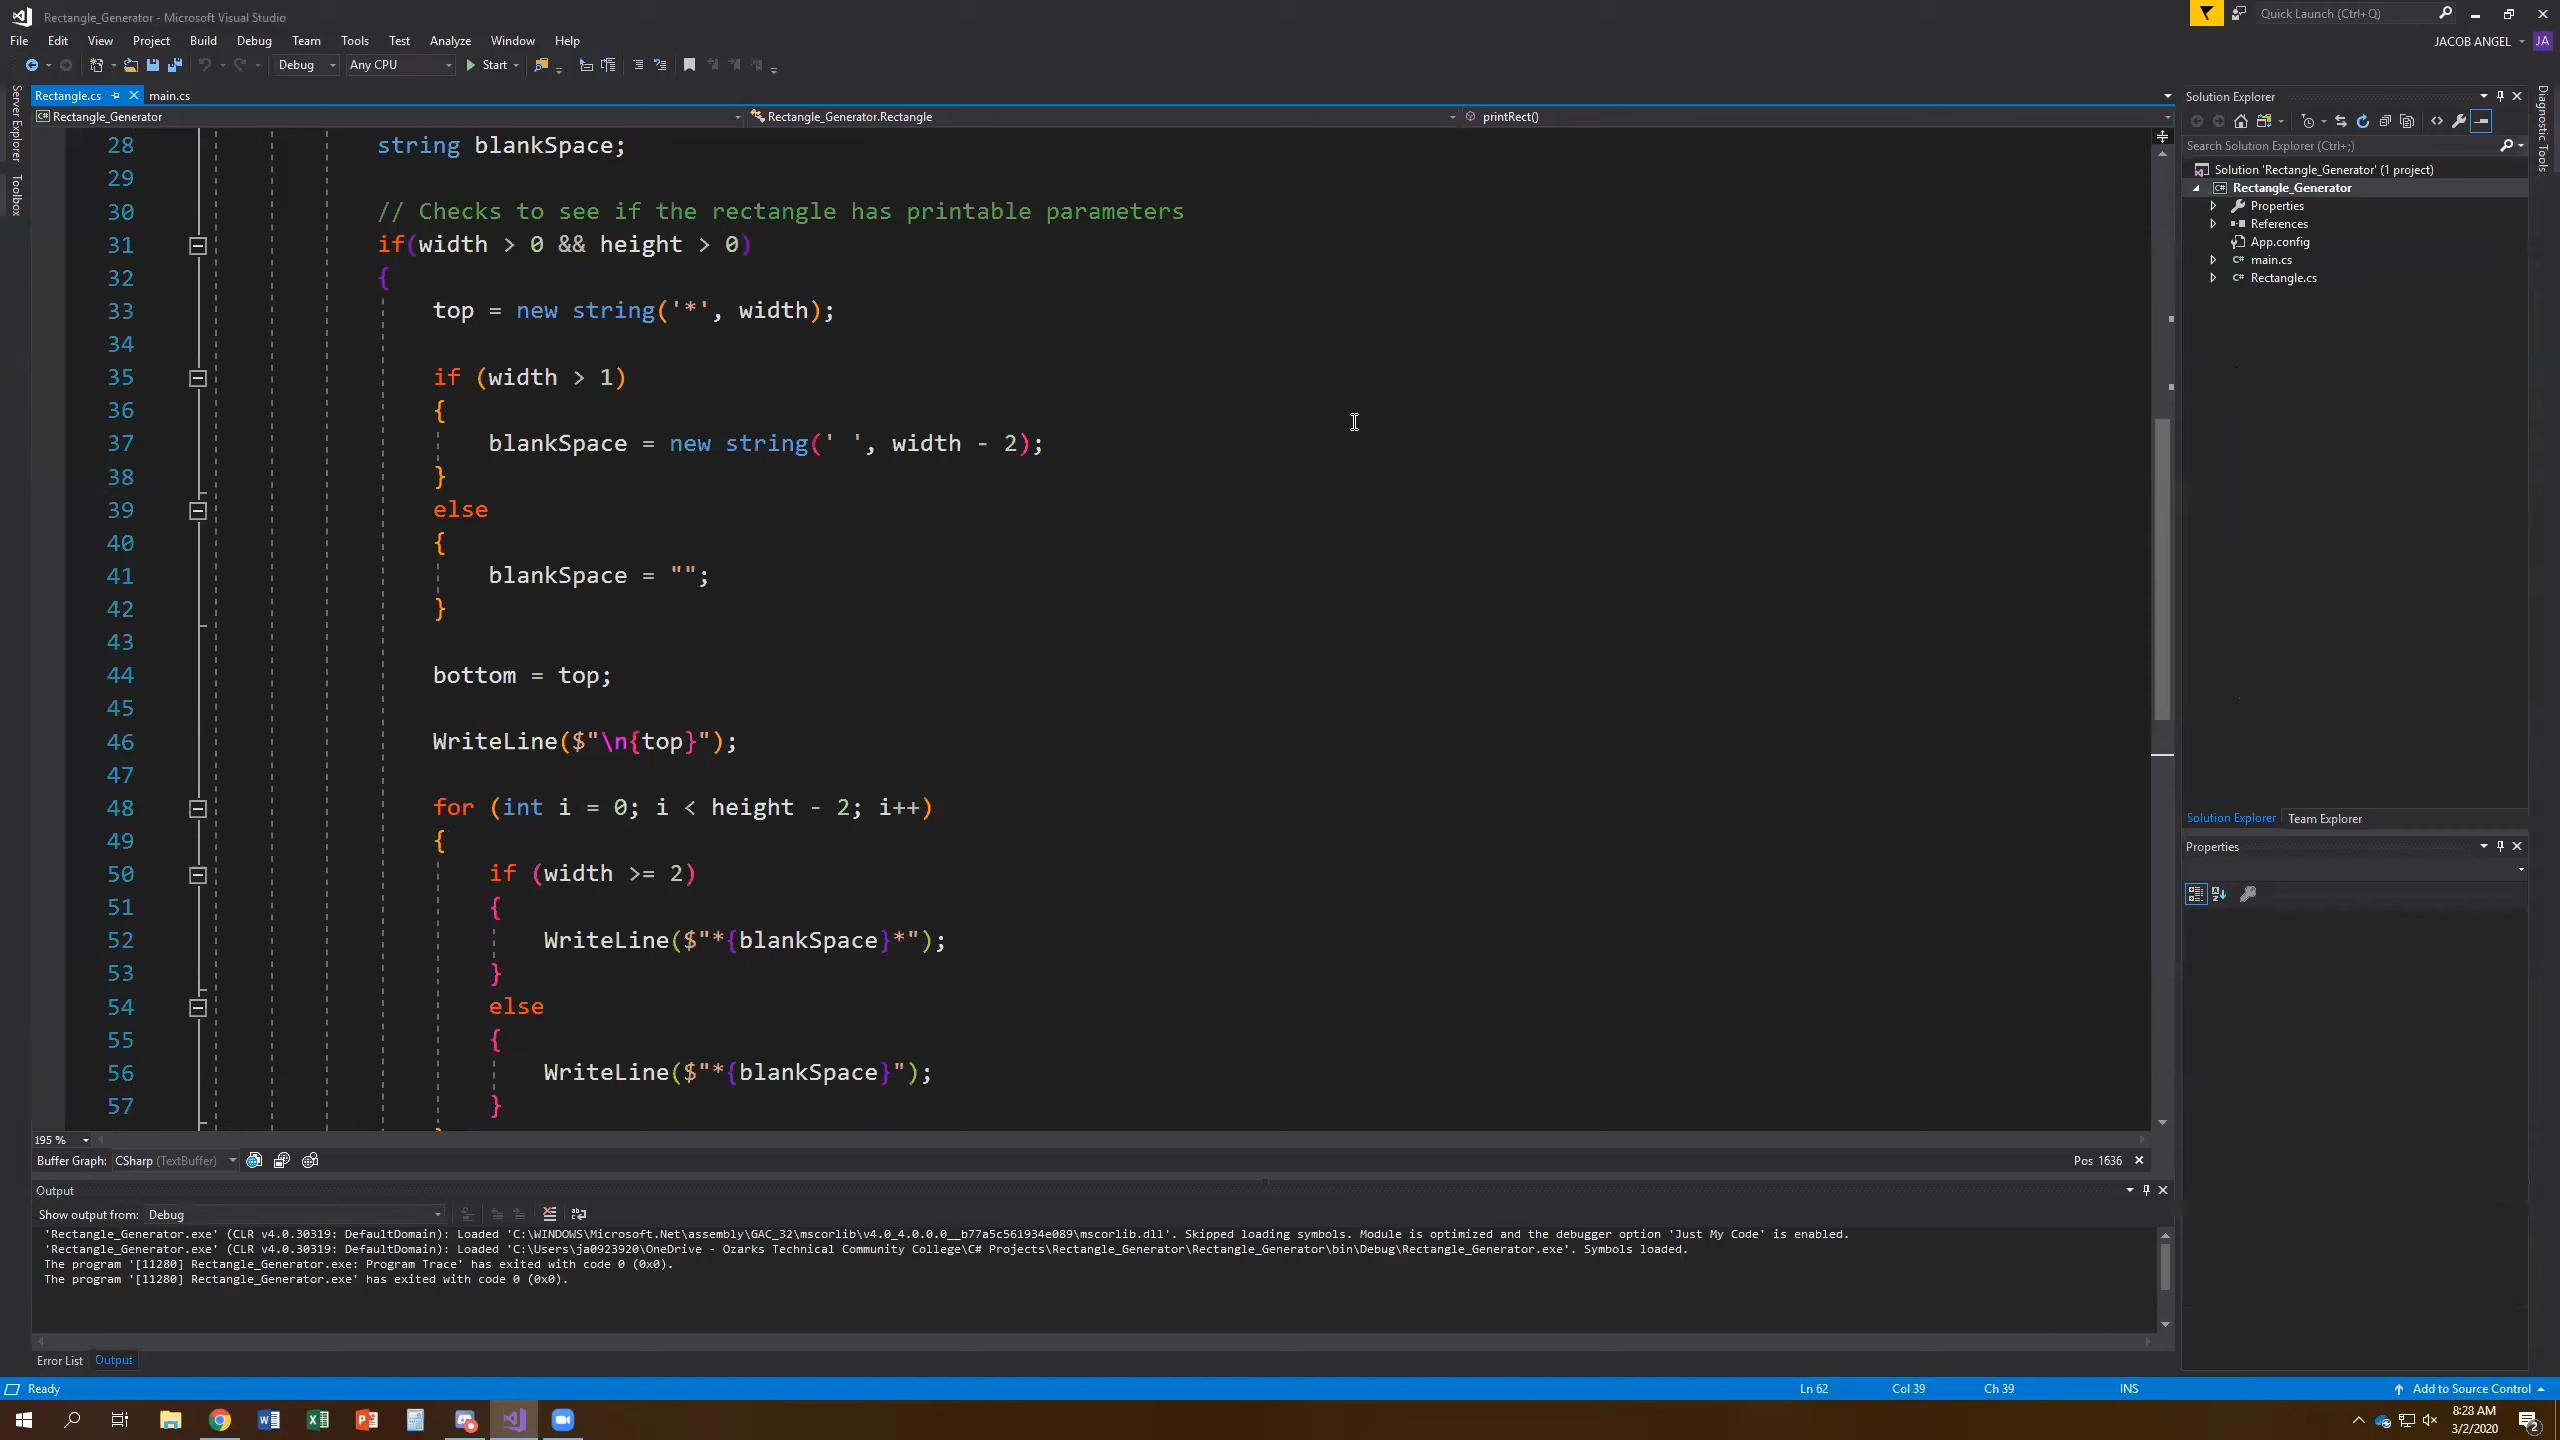 Rectangle_Generator - Microsoft Visual Studio
Quick Launch (Ctrl+Q)
File Edit View Project Build Debug Team Tools Test Analyze Window Help
JACOB ANGEL JA
Debug Any CPU Start
Rectangle.cs main.cs
Rectangle_Generator Rectangle_Generator.Rectangle printRect()
Server Explorer
Toolbox
28 string blankSpace;
29
30 // Checks to see if the rectangle has printable parameters
31 if(width > 0 && height > 0)
32 {
33 top = new string('*', width);
34
35 if (width > 1)
36 {
37 blankSpace = new string(' ', width - 2);
38 }
39 else
40 {
41 blankSpace = "";
42 }
43
44 bottom = top;
45
46 WriteLine($"\n{top}");
47
48 for (int i = 0; i < height - 2; i++)
49 {
50 if (width >= 2)
51 {
52 WriteLine($"*{blankSpace}*");
53 }
54 else
55 {
56 WriteLine($"*{blankSpace}");
57 }
195 %
Buffer Graph: CSharp (TextBuffer)
Pos 1636
Output
Show output from: Debug
'Rectangle_Generator.exe' (CLR v4.0.30319: DefaultDomain): Loaded 'C:\WINDOWS\Microsoft.Net\assembly\GAC_32\mscorlib\v4.0_4.0.0.0__b77a5c561934e089\mscorlib.dll'. Skipped loading symbols. Module is optimized and the debugger option 'Just My Code' is enabled.
'Rectangle_Generator.exe' (CLR v4.0.30319: DefaultDomain): Loaded 'C:\Users\ja0923920\OneDrive - Ozarks Technical Community College\C# Projects\Rectangle_Generator\Rectangle_Generator\bin\Debug\Rectangle_Generator.exe'. Symbols loaded.
The program '[11280] Rectangle_Generator.exe: Program Trace' has exited with code 0 (0x0).
The program '[11280] Rectangle_Generator.exe' has exited with code 0 (0x0).
Error List Output
Solution Explorer
Search Solution Explorer (Ctrl+;)
Solution 'Rectangle_Generator' (1 project)
C# Rectangle_Generator
Properties
References
App.config
C# main.cs
C# Rectangle.cs
Solution Explorer Team Explorer
Properties
Diagnostic Tools
Ready Ln 62 Col 39 Ch 39 INS Add to Source Control
8:28 AM
3/2/2020
2